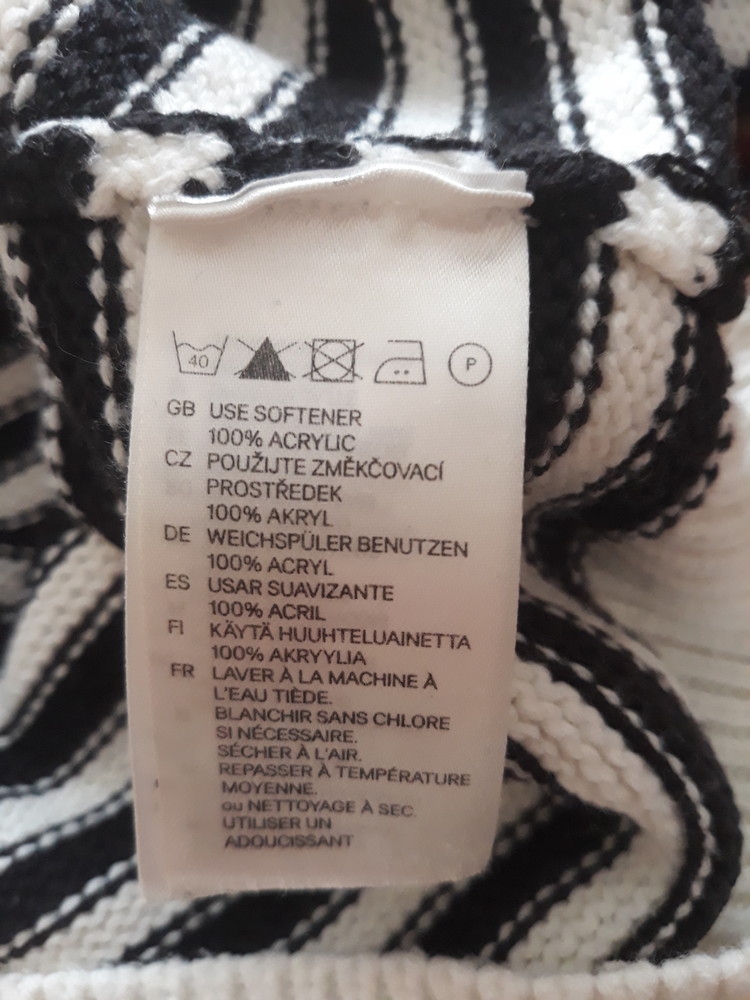 40 P
GB USE SOFTENER
100% ACRYLIC
CZ POUŽIJTE ZMĚKČOVACÍ
PROSTŘEDEK
100% AKRYL
DE WEICHSPÜLER BENUTZEN
100% ACRYL
ES USAR SUAVIZANTE
100% ACRIL
FI KÄYTÄ HUUHTELUAINETTA
100% AKRYYLIA
FR LAVER À LA MACHINE À
L'EAU TIÈDE.
BLANCHIR SANS CHLORE
SI NÉCESSAIRE.
SÉCHER À L'AIR.
REPASSER À TEMPÉRATURE
MOYENNE.
ou NETTOYAGE À SEC.
UTILISER UN
ADOUCISSANT